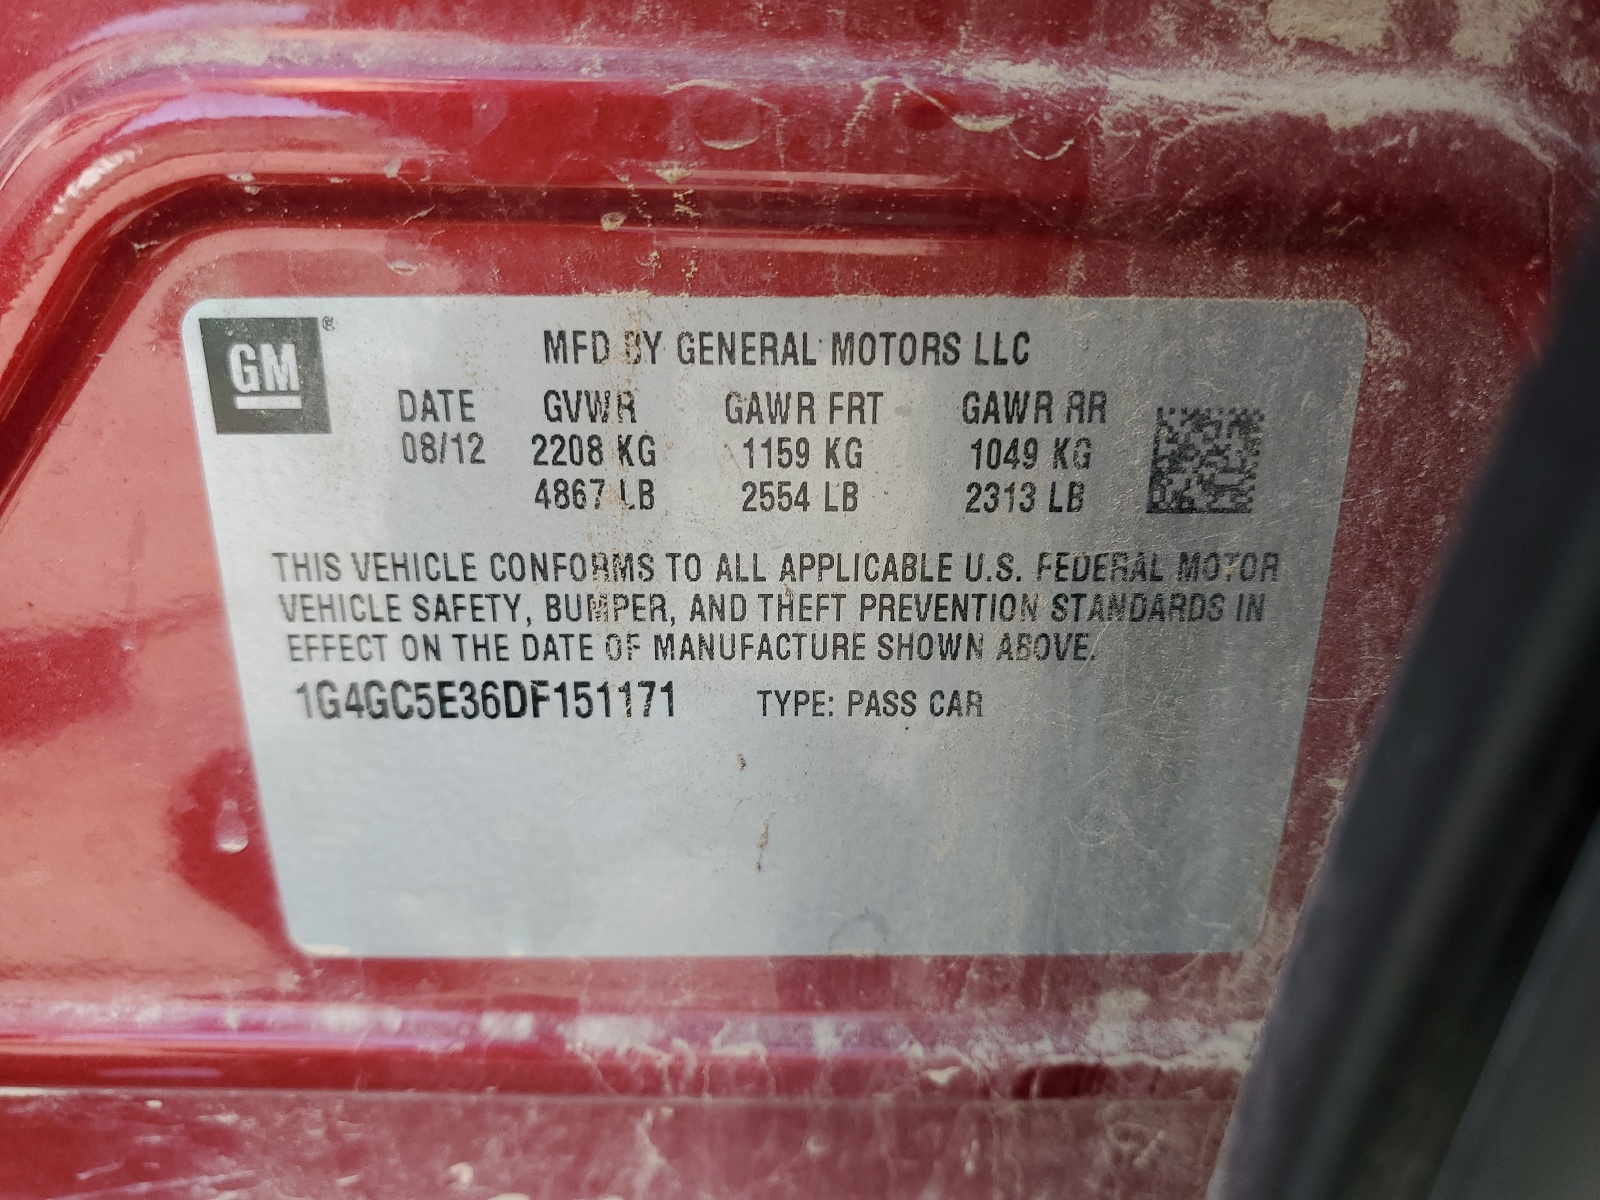 GM®
MFD BY GENERAL MOTORS LLC
DATE GVWR GAWR FRT GAWR RR
08/12 2208 KG 1159 KG 1049 KG
4867 LB 2554 LB 2313 LB
THIS VEHICLE CONFORMS TO ALL APPLICABLE U.S. FEDERAL MOTOR
VEHICLE SAFETY, BUMPER, AND THEFT PREVENTION STANDARDS IN
EFFECT ON THE DATE OF MANUFACTURE SHOWN ABOVE.
1G4GC5E36DF151171 TYPE: PASS CAR